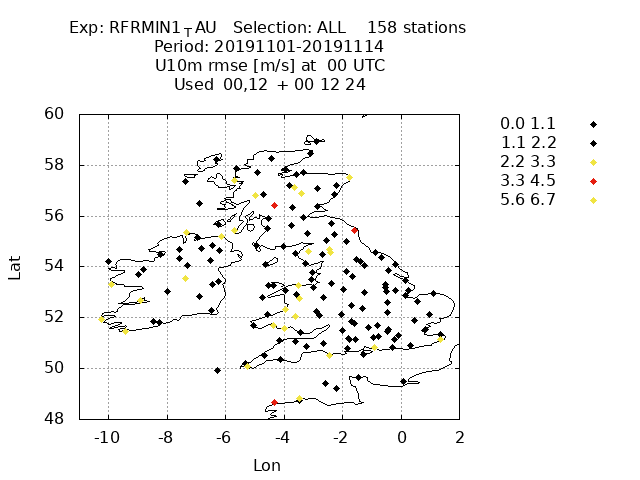 Exp: RFRMIN1_TAU Selection: ALL 158 stations
Period: 20191101-20191114
U10m rmse [m/s] at 00 UTC
Used 00,12 + 00 12 24
60
58
56
54
52
50
48
-10 -8 -6 -4 -2 0 2
Lat
Lon
0.0 1.1
1.1 2.2
2.2 3.3
3.3 4.5
5.6 6.7